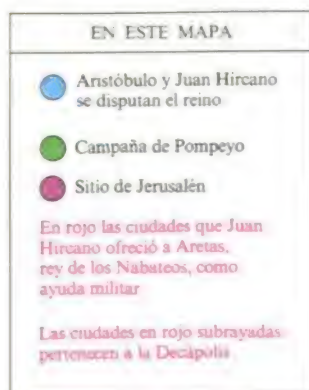 EN ESTE MAPA
Aristóbulo y Juan Hircano
se disputan el reino
Campaña de Pompeyo
Sitio de Jerusalén
En rojo las ciudades que Juan
Hircano ofreció a Aretas,
rey de los Nabateos, como
ayuda militar
Las ciudades en rojo subrayadas
pertenecen a la Decápolis